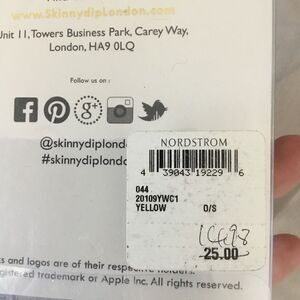 www.SkinnydipLondon.com
Unit 11, Towers Business Park, Carey Way,
London, HA9 0LQ
Follow us on :
@skinnydiplondo
#skinnydiplondo
NORDSTROM
4 39043 19229 6
044
20109YWC1
YELLOW O/S
14.98
25.00
s and logos are of their respective holders.
gistered trademark of Apple Inc. All rights reserved.